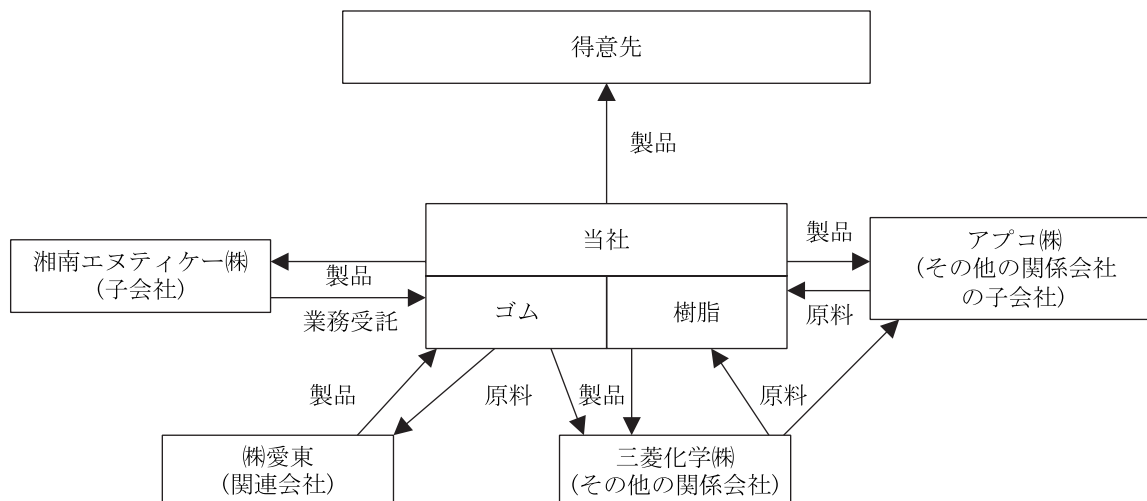 得意先
製品
当社
ゴム
樹脂
湘南エヌティケー㈱
(子会社)
製品
業務受託
製品
原料
アプコ㈱
(その他の関係会社
の子会社)
製品
原料
製品
原料
㈱愛東
(関連会社)
三菱化学㈱
(その他の関係会社)